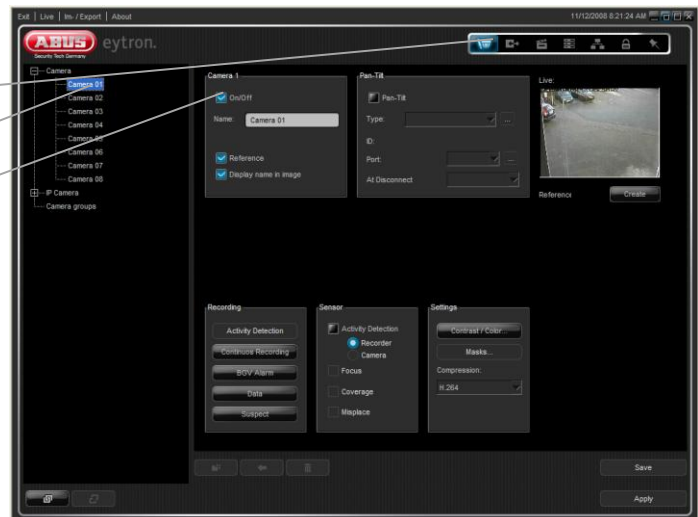 Exit | Live | Im- / Export | About
11/12/2008 8:21:24 AM
ABUS eytron.
Security Tech Germany
Camera
Camera 01
Camera 02
Camera 03
Camera 04
Camera 05
Camera 06
Camera 07
Camera 08
IP Camera
Camera groups
Camera 1
On/Off
Name: Camera 01
Reference
Display name in image
Pan-Tilt
Pan-Tilt
Type: ...
ID:
Port: ...
At Disconnect
Live:
Reference Create
Recording
Activity Detection
Continuos Recording
BGV Alarm
Data
Suspect
Sensor
Activity Detection
Recorder
Camera
Focus
Coverage
Misplace
Settings
Contrast / Color...
Masks...
Compression:
H.264
Save
Apply